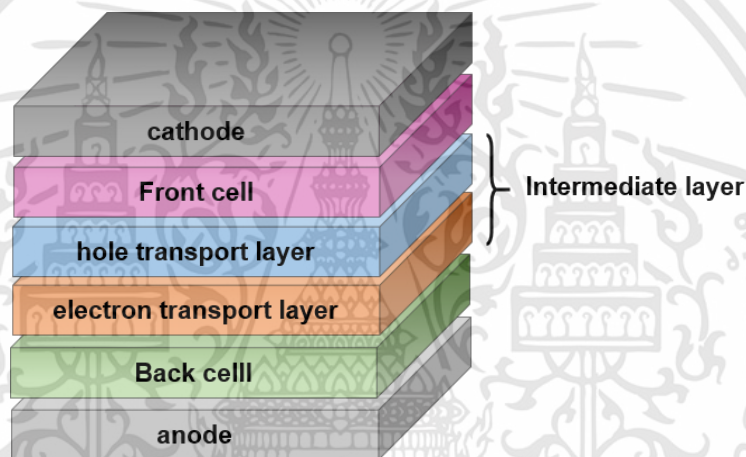 cathode
Front cell
Intermediate layer
hole transport layer
electron transport layer
Back celll
anode